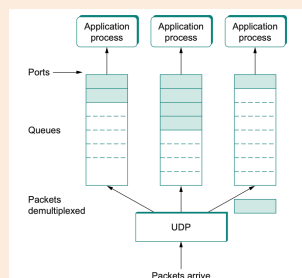 Application process
Application process
Application process
Ports
Queues
Packets
demultiplexed
UDP
Packets arrive